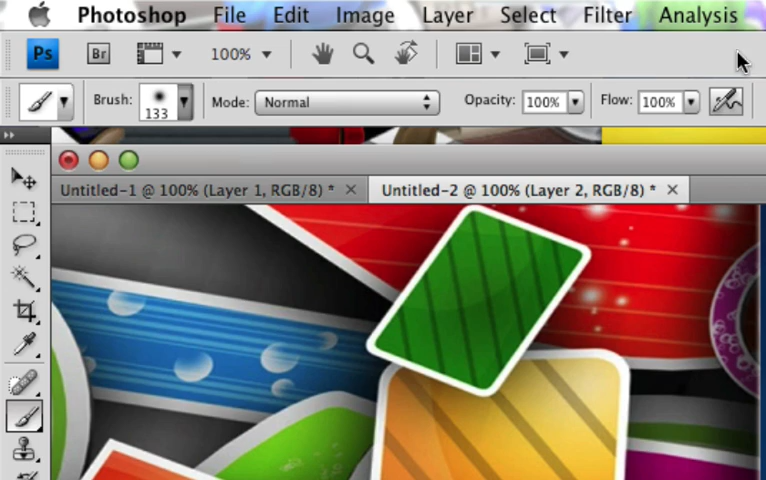 Photoshop File Edit Image Layer Select Filter Analysis
Ps Br 100%
Brush: 133 Mode: Normal Opacity: 100% Flow: 100%
Untitled-1 @ 100% (Layer 1, RGB/8) * Untitled-2 @ 100% (Layer 2, RGB/8) *